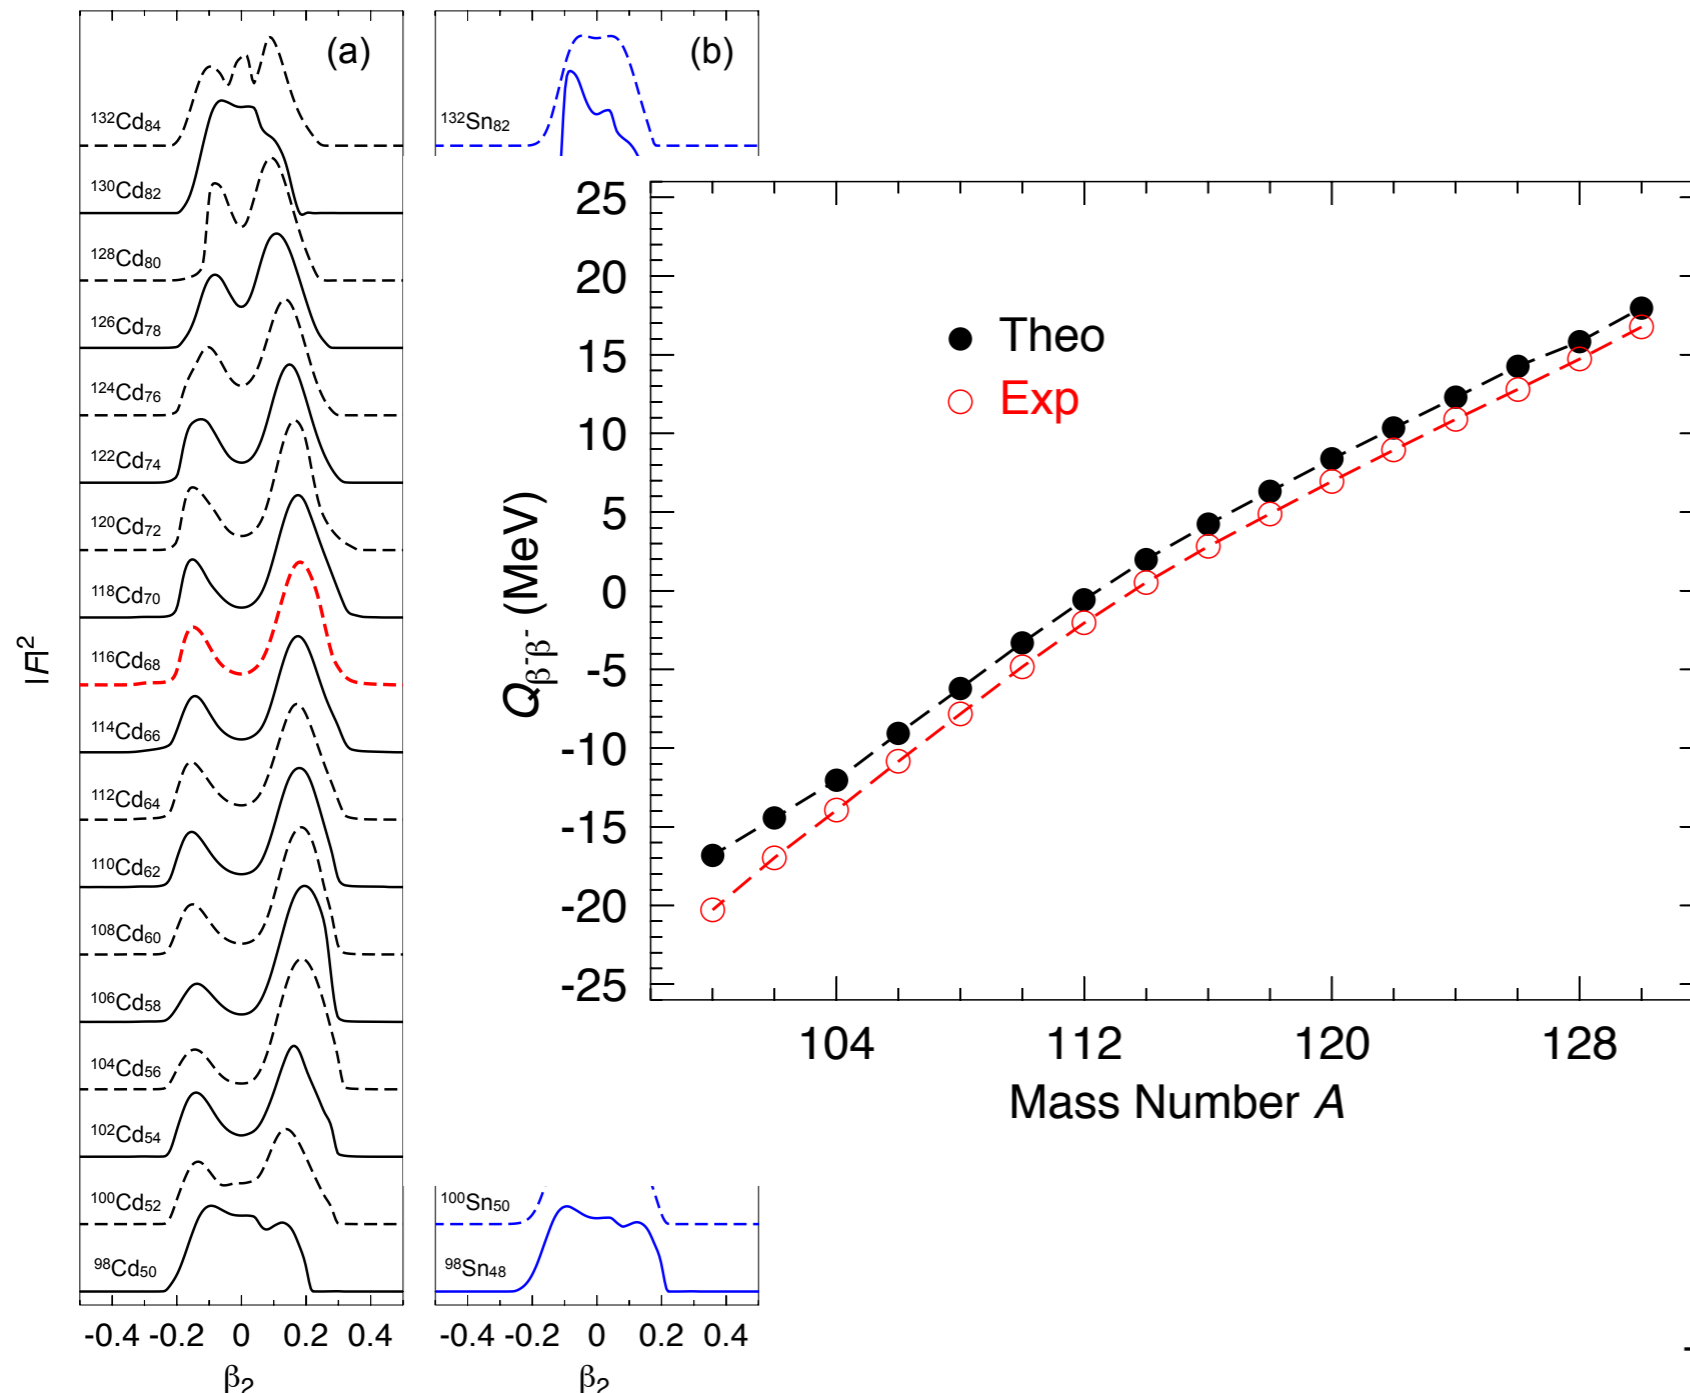 (a)
¹³²Cd₈₄
¹³⁰Cd₈₂
¹²⁸Cd₈₀
¹²⁶Cd₇₈
¹²⁴Cd₇₆
¹²²Cd₇₄
¹²⁰Cd₇₂
¹¹⁸Cd₇₀
¹¹⁶Cd₆₈
¹¹⁴Cd₆₆
¹¹²Cd₆₄
¹¹⁰Cd₆₂
¹⁰⁸Cd₆₀
¹⁰⁶Cd₅₈
¹⁰⁴Cd₅₆
¹⁰²Cd₅₄
¹⁰⁰Cd₅₂
⁹⁸Cd₅₀
|F|²
-0.4 -0.2 0 0.2 0.4
β₂
(b)
¹³²Sn₈₂
¹⁰⁰Sn₅₀
⁹⁸Sn₄₈
-0.4 -0.2 0 0.2 0.4
β₂
25
20
15
10
5
0
-5
-10
-15
-20
-25
Q_β⁻β⁻ (MeV)
Theo
Exp
104 112 120 128
Mass Number A